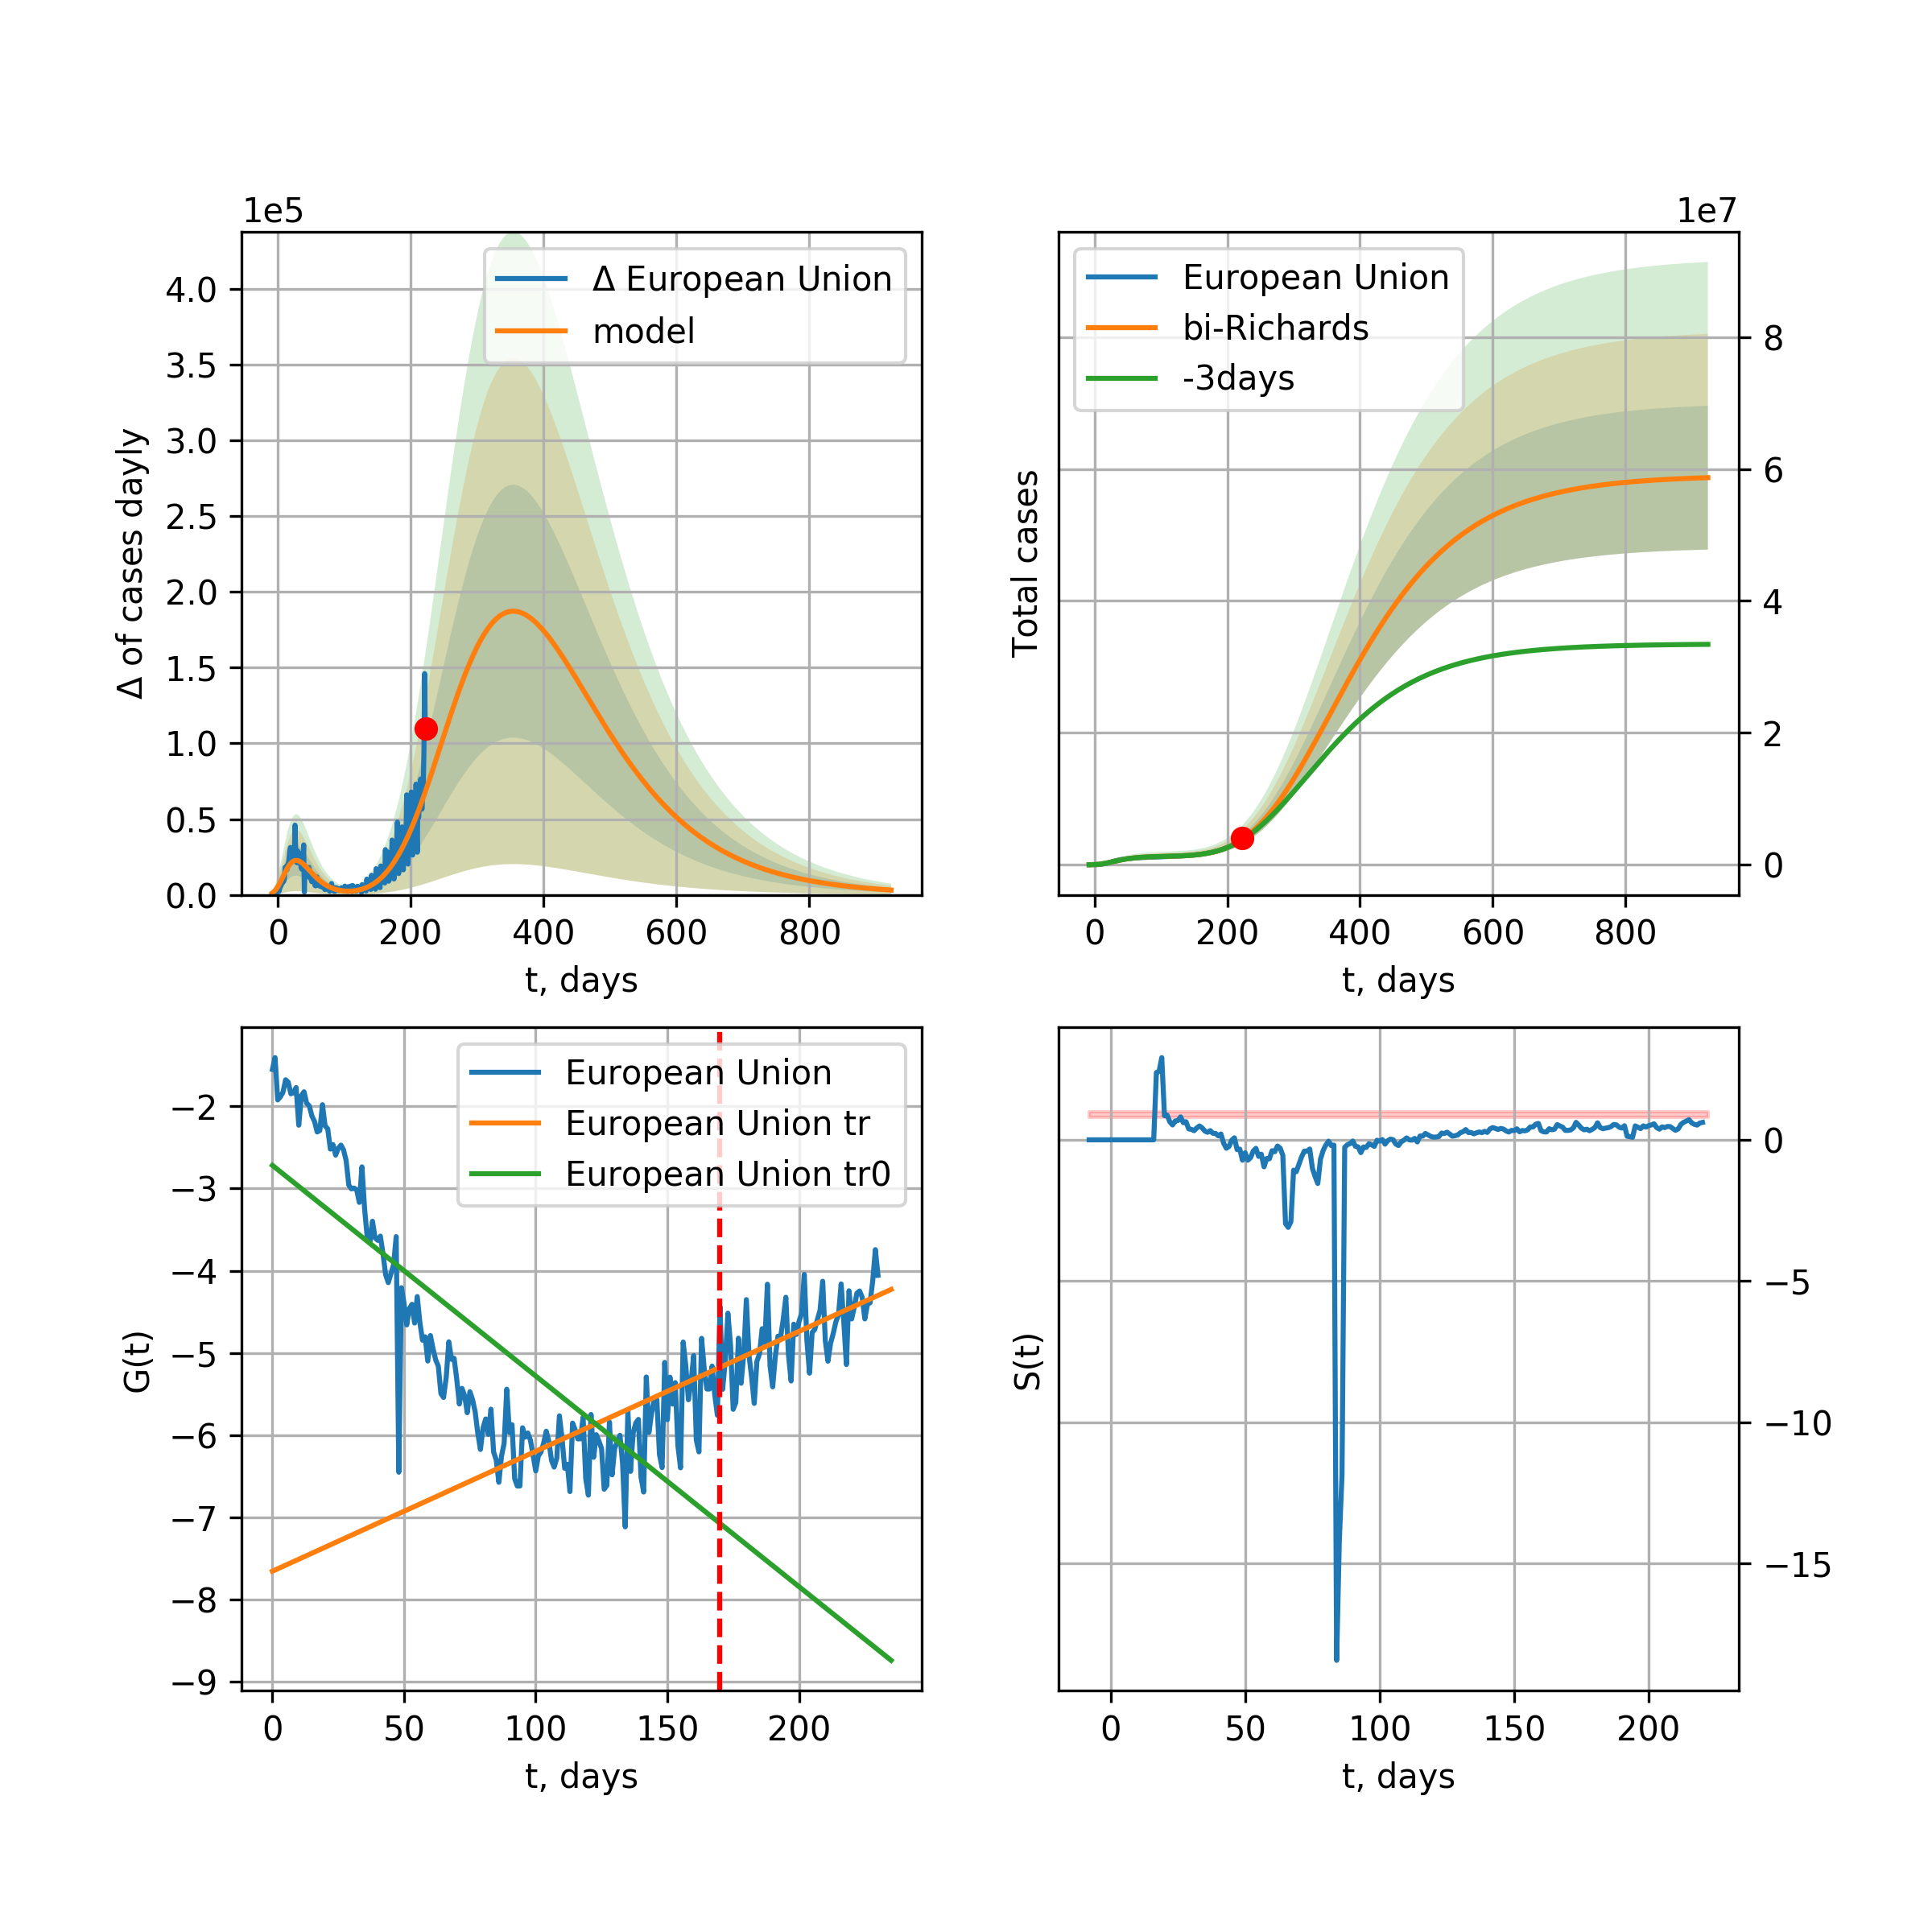 1e5
Δ European Union
model
4.0
3.5
3.0
2.5
2.0
1.5
1.0
0.5
0.0
Δ of cases dayly
0 200 400 600 800
t, days
1e7
European Union
bi-Richards
-3days
8
6
4
2
0
Total cases
0 200 400 600 800
t, days
European Union
European Union tr
European Union tr0
−2
−3
−4
−5
−6
−7
−8
−9
G(t)
0 50 100 150 200
t, days
0
−5
−10
−15
S(t)
0 50 100 150 200
t, days